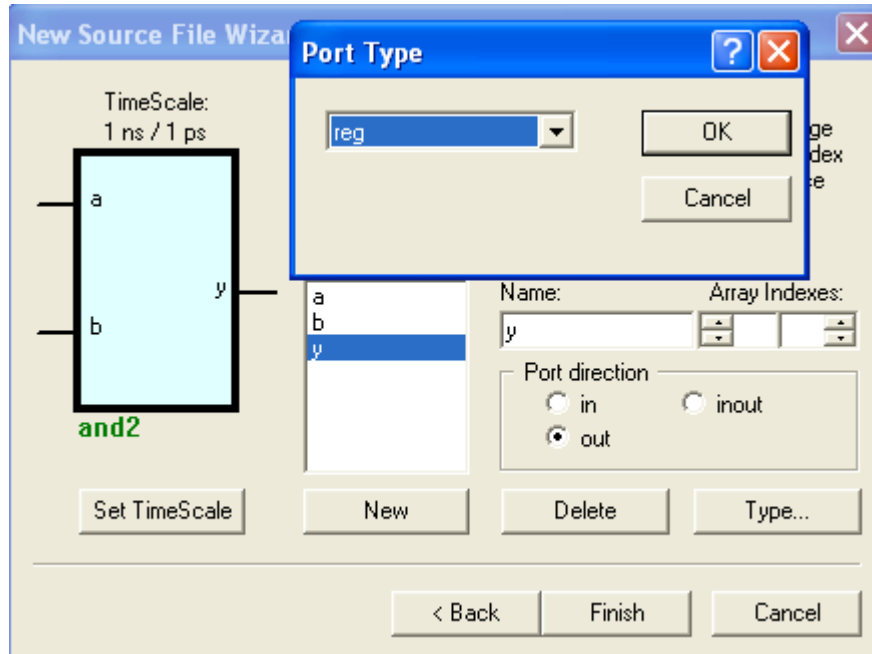 New Source File Wiza
Port Type
TimeScale:
1 ns / 1 ps
reg
OK
Cancel
a
b
y
and2
a
b
y
Name:
Array Indexes:
y
Port direction
in
inout
out
Set TimeScale
New
Delete
Type...
< Back
Finish
Cancel